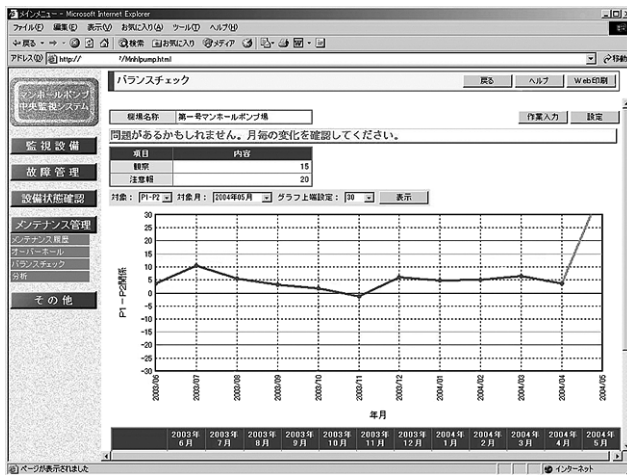 メインメニュー - Microsoft Internet Explorer
ファイル(F) 編集(E) 表示(V) お気に入り(A) ツール(T) ヘルプ(H)
戻る 検索 お気に入り メディア
アドレス(D) http:// ?/Mnhlpump.html 移動
マンホールポンプ
中央監視システム
監視設備
故障管理
設備状態確認
メンテナンス管理
メンテナンス履歴
オーバーホール
バランスチェック
分析
その他
バランスチェック 戻る ヘルプ Web印刷
機場名称 第一号マンホールポンプ場 作業入力 設定
問題があるかもしれません。月毎の変化を確認してください。
項目 内容
観察 15
注意報 20
対象: P1-P2 対象月: 2004年05月 グラフ上端設定: 30 表示
30
25
20
15
10
5
0
-5
-10
-15
-20
-25
-30
P1-P2関係
2003/06 2003/07 2003/08 2003/09 2003/10 2003/11 2003/12 2004/01 2004/02 2004/03 2004/04 2004/05
年月
2003年 2003年 2003年 2003年 2003年 2003年 2003年 2004年 2004年 2004年 2004年 2004年
6月 7月 8月 9月 10月 11月 12月 1月 2月 3月 4月 5月
ページが表示されました インターネット